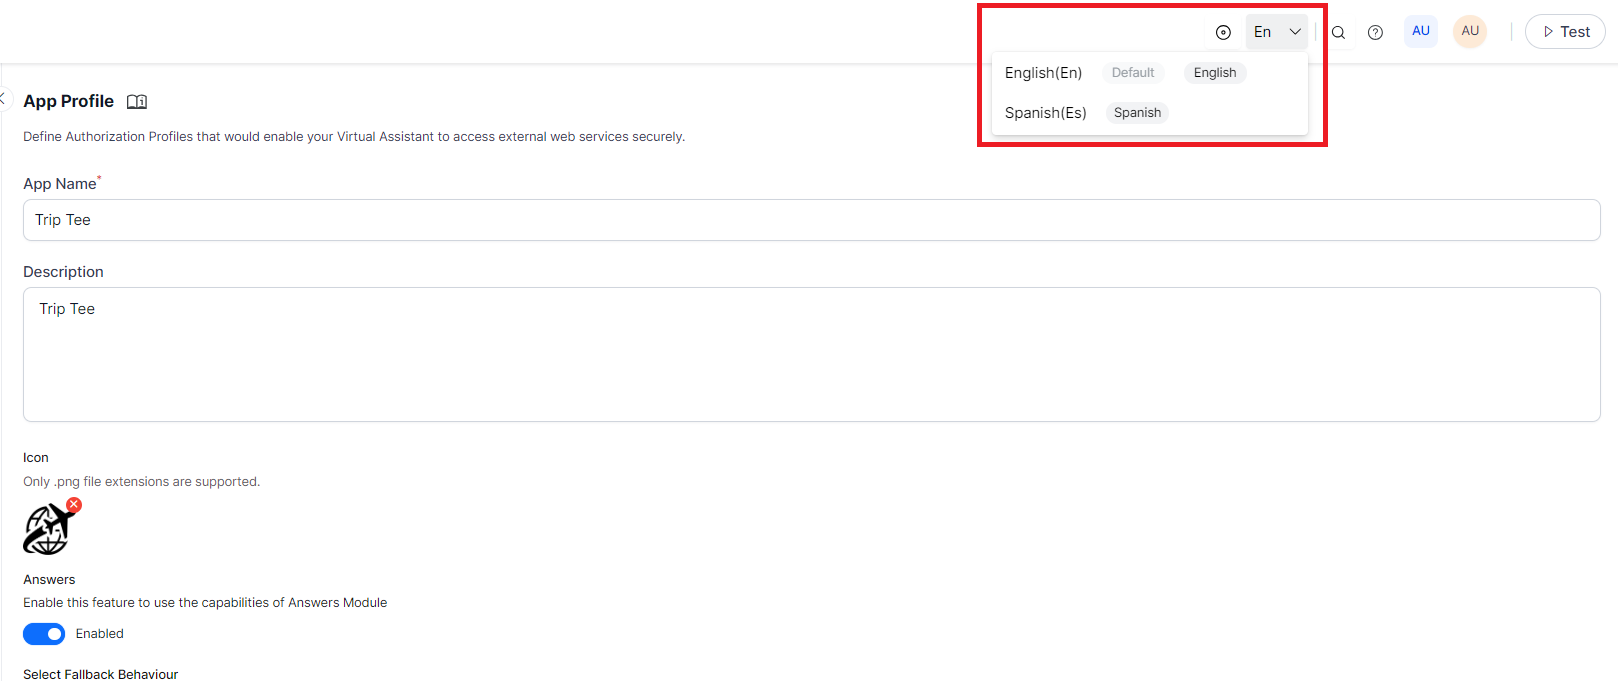 En
AU
AU
Test
English(En) Default English
Spanish(Es) Spanish
App Profile
Define Authorization Profiles that would enable your Virtual Assistant to access external web services securely.
App Name*
Trip Tee
Description
Trip Tee
Icon
Only .png file extensions are supported.
Answers
Enable this feature to use the capabilities of Answers Module
Enabled
Select Fallback Behaviour